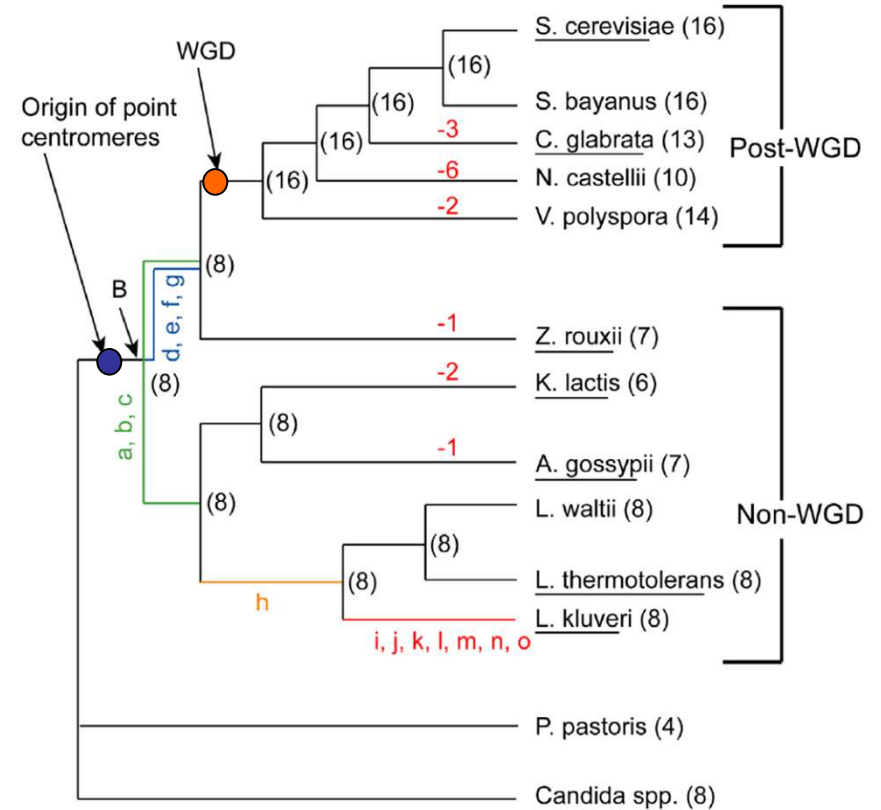 S. cerevisiae (16)
WGD
(16)
Origin of point
centromeres
S. bayanus (16)
(16)
-3
C. glabrata (13)
Post-WGD
(16)
-6
N. castellii (10)
(16)
-2
V. polyspora (14)
(8)
B
d, e, f, g
-1
Z. rouxii (7)
(8)
-2
K. lactis (6)
a, b, c
(8)
-1
A. gossypii (7)
(8)
L. waltii (8)
Non-WGD
(8)
(8)
L. thermotolerans (8)
h
L. kluveri (8)
i, j, k, l, m, n, o
P. pastoris (4)
Candida spp. (8)